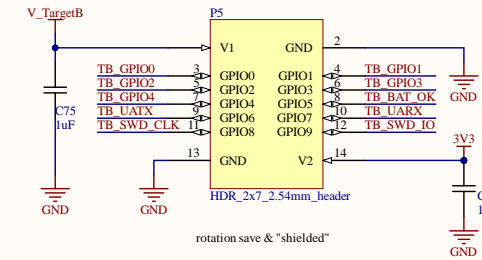 V_TargetB
P5
V1 GND 2
TB_GPIO0 3 GPIO0 GPIO1 4 TB_GPIO1
TB_GPIO2 5 GPIO2 GPIO3 6 TB_GPIO3
TB_GPIO4 7 GPIO4 GPIO5 8 TB_BAT_OK
TB_UATX 9 GPIO6 GPIO7 10 TB_UARX
TB_SWD_CLK 11 GPIO8 GPIO9 12 TB_SWD_IO
C75
1uF
GND
3V3
13 GND V2 14
HDR_2x7_2.54mm_header
GND
GND
C
1
GND
rotation save & "shielded"